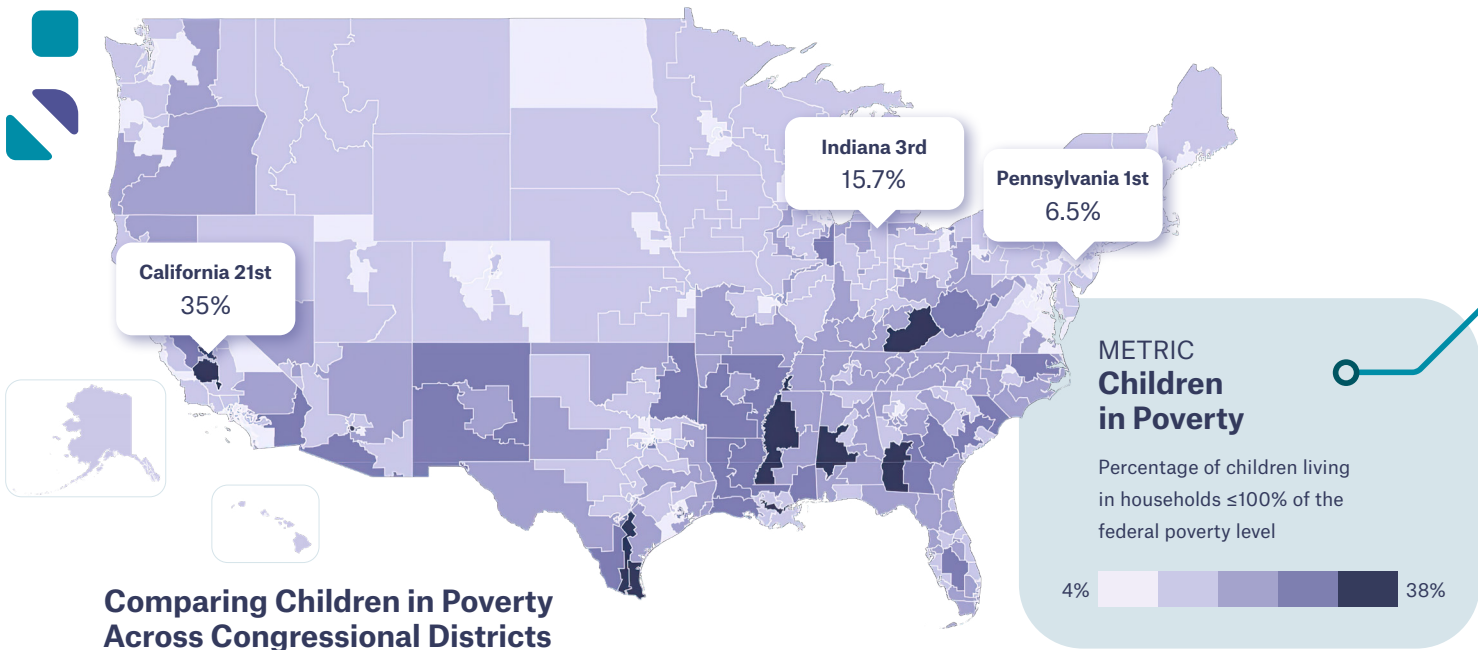 Indiana 3rd
15.7%
Pennsylvania 1st
6.5%
California 21st
35%
METRIC
Children
in Poverty
Percentage of children living
in households ≤100% of the
federal poverty level
4%
38%
Comparing Children in Poverty
Across Congressional Districts